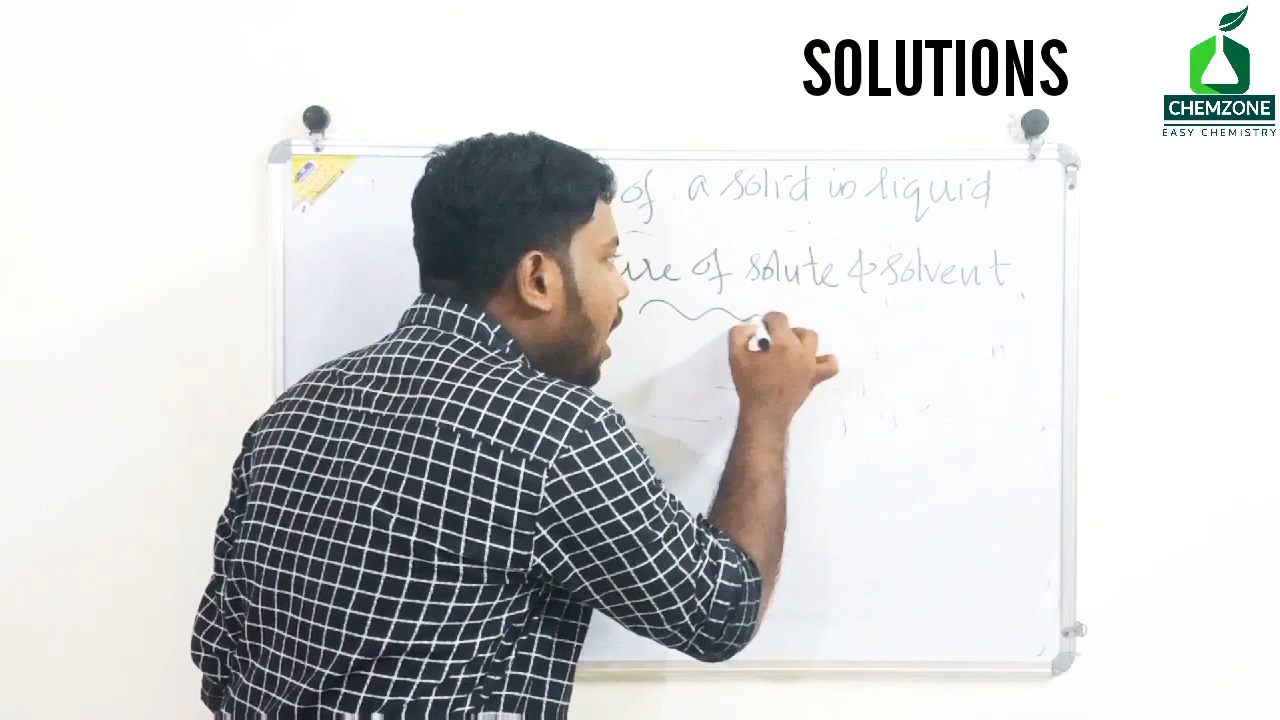 SOLUTIONS
CHEMZONE
EASY CHEMISTRY
of a solid in liquid
ure of solute & solvent